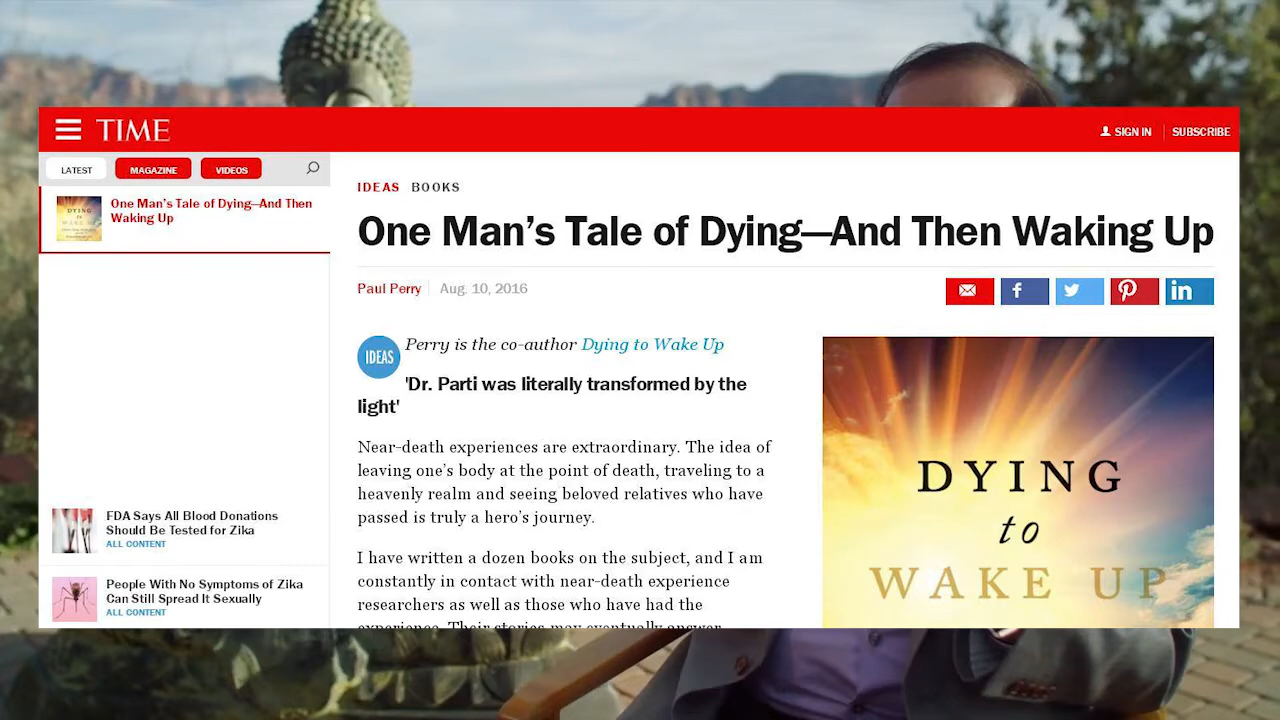 TIME
SIGN IN
SUBSCRIBE
LATEST
MAGAZINE
VIDEOS
One Man's Tale of Dying—And Then
Waking Up
FDA Says All Blood Donations
Should Be Tested for Zika
ALL CONTENT
People With No Symptoms of Zika
Can Still Spread It Sexually
ALL CONTENT
IDEAS BOOKS
One Man's Tale of Dying—And Then Waking Up
Paul Perry Aug. 10, 2016
IDEAS
Perry is the co-author Dying to Wake Up
'Dr. Parti was literally transformed by the
light'
Near-death experiences are extraordinary. The idea of
leaving one's body at the point of death, traveling to a
heavenly realm and seeing beloved relatives who have
passed is truly a hero's journey.
I have written a dozen books on the subject, and I am
constantly in contact with near-death experience
researchers as well as those who have had the
experience. Their stories may eventually answer
DYING
to
WAKE UP